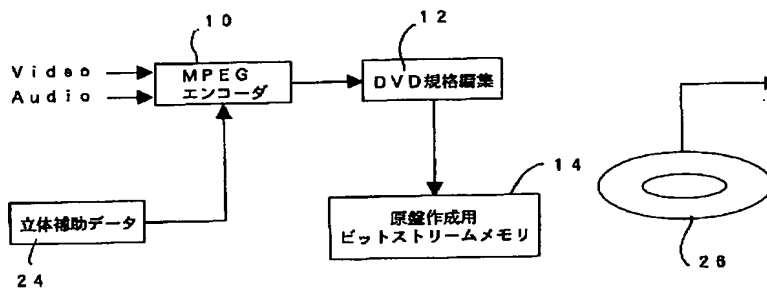 10
12
Video
Audio
MPEG
エンコーダ
DVD規格編集
14
立体補助データ
原盤作成用
ビットストリームメモリ
24
26